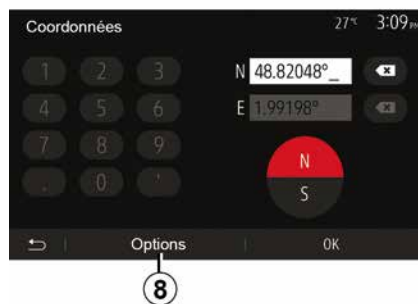 Coordonnées 27°C 3:09PM
1 2 3 N 48.82048°_
4 5 6 E 1.99198°
7 8 9
. 0 '
N
S
Options OK
8